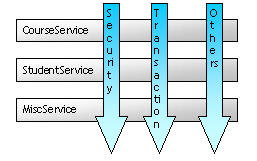 Security
Transaction
Others
CourseService
StudentService
MiscService